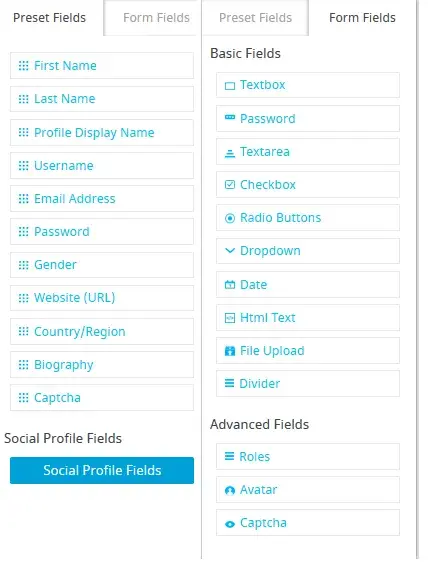 Preset Fields
Form Fields
First Name
Last Name
Profile Display Name
Username
Email Address
Password
Gender
Website (URL)
Country/Region
Biography
Captcha
Social Profile Fields
Social Profile Fields
Preset Fields
Form Fields
Basic Fields
Textbox
Password
Textarea
Checkbox
Radio Buttons
Dropdown
Date
Html Text
File Upload
Divider
Advanced Fields
Roles
Avatar
Captcha